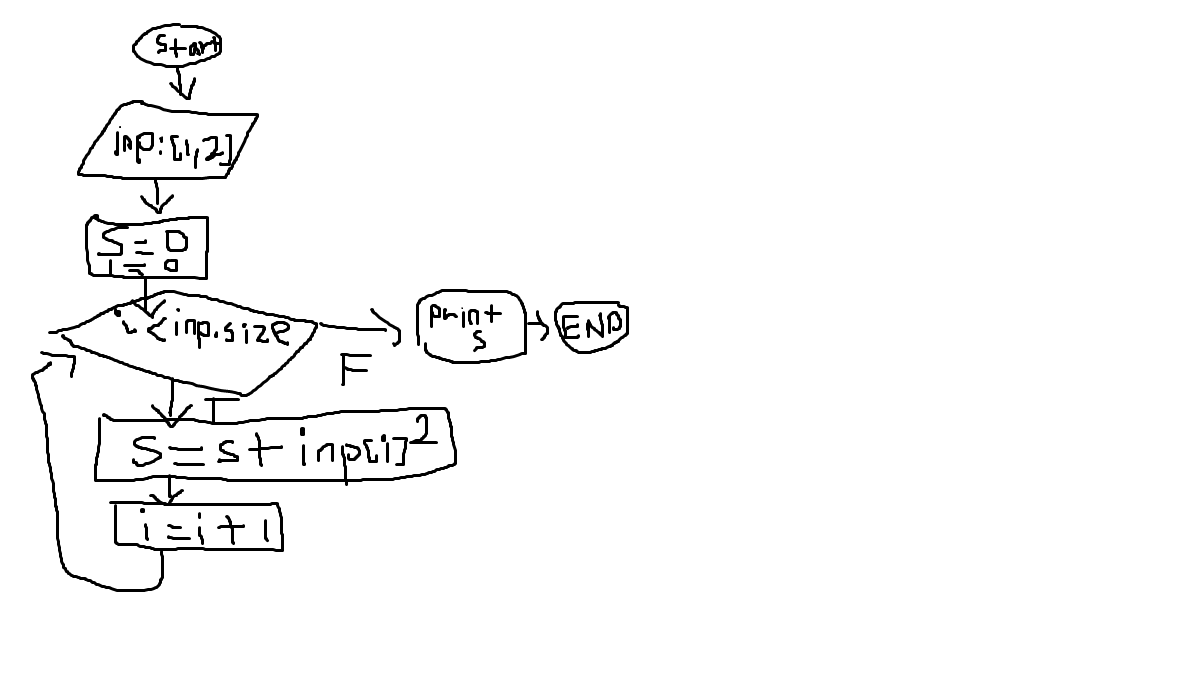 Start
inp:[1,2]
S=0
i=0
i<inp.size
print
s
END
F
T
S=s+inp[i]²
i=i+1